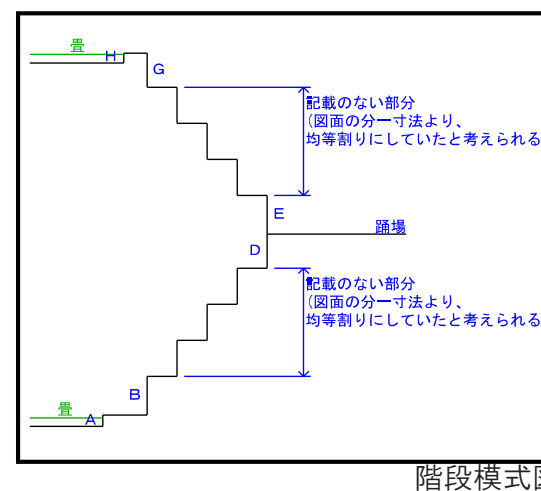 畳
H
G
記載のない部分
(図面の分一寸法より、
均等割りにしていたと考えられる
E
踊場
D
記載のない部分
(図面の分一寸法より、
均等割りにしていたと考えられる
B
畳
A
階段模式図